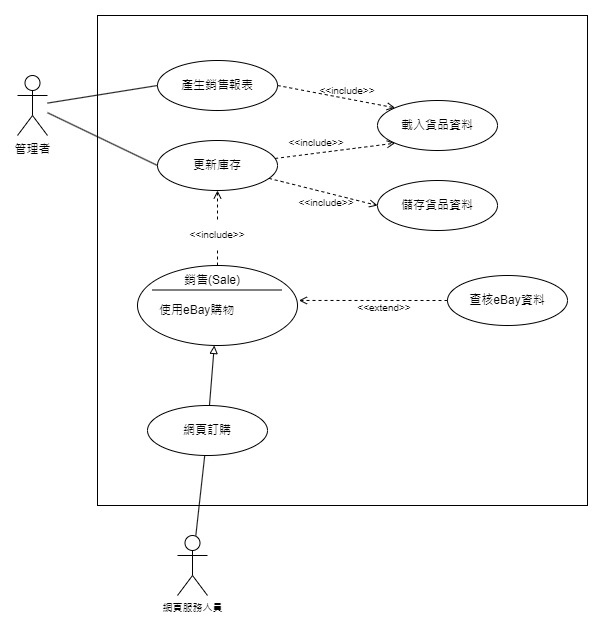 產生銷售報表
<<include>>
載入貨品資料
管理者
<<include>>
更新庫存
<<include>>
儲存貨品資料
<<include>>
銷售(Sale)
使用eBay購物
<<extend>>
查核eBay資料
網頁訂購
網頁服務人員